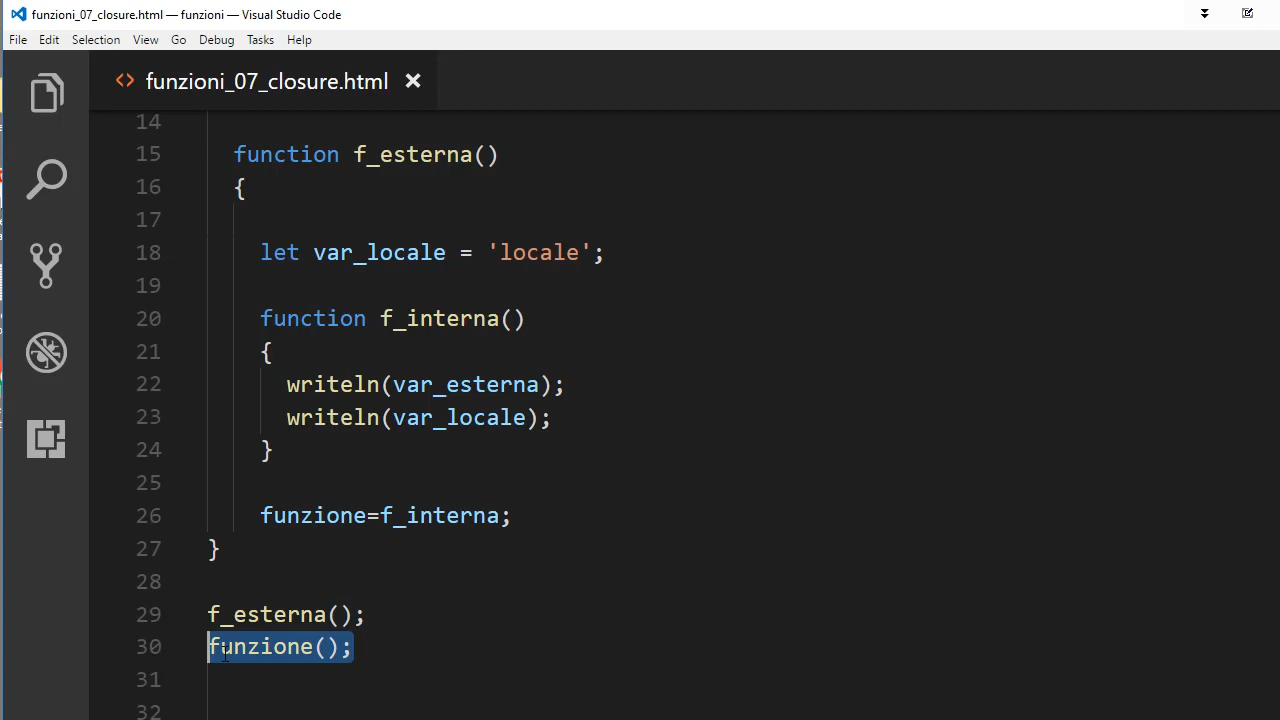 funzioni_07_closure.html — funzioni — Visual Studio Code
File Edit Selection View Go Debug Tasks Help
<> funzioni_07_closure.html ×
14
15 function f_esterna()
16 {
17
18 let var_locale = 'locale';
19
20 function f_interna()
21 {
22 writeln(var_esterna);
23 writeln(var_locale);
24 }
25
26 funzione=f_interna;
27 }
28
29 f_esterna();
30 funzione();
31
32